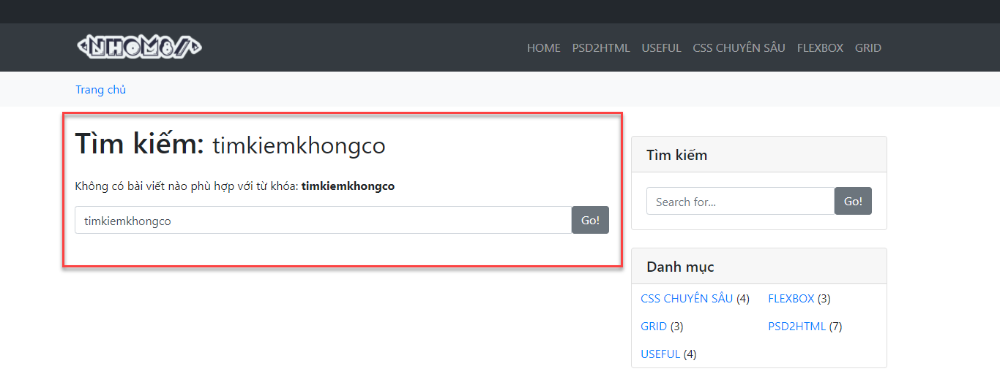 <NHOM8/>
HOME PSD2HTML USEFUL CSS CHUYÊN SÂU FLEXBOX GRID
Trang chủ
Tìm kiếm: timkiemkhongco
Không có bài viết nào phù hợp với từ khóa: timkiemkhongco
timkiemkhongco Go!
Tìm kiếm
Search for... Go!
Danh mục
CSS CHUYÊN SÂU (4) FLEXBOX (3)
GRID (3) PSD2HTML (7)
USEFUL (4)